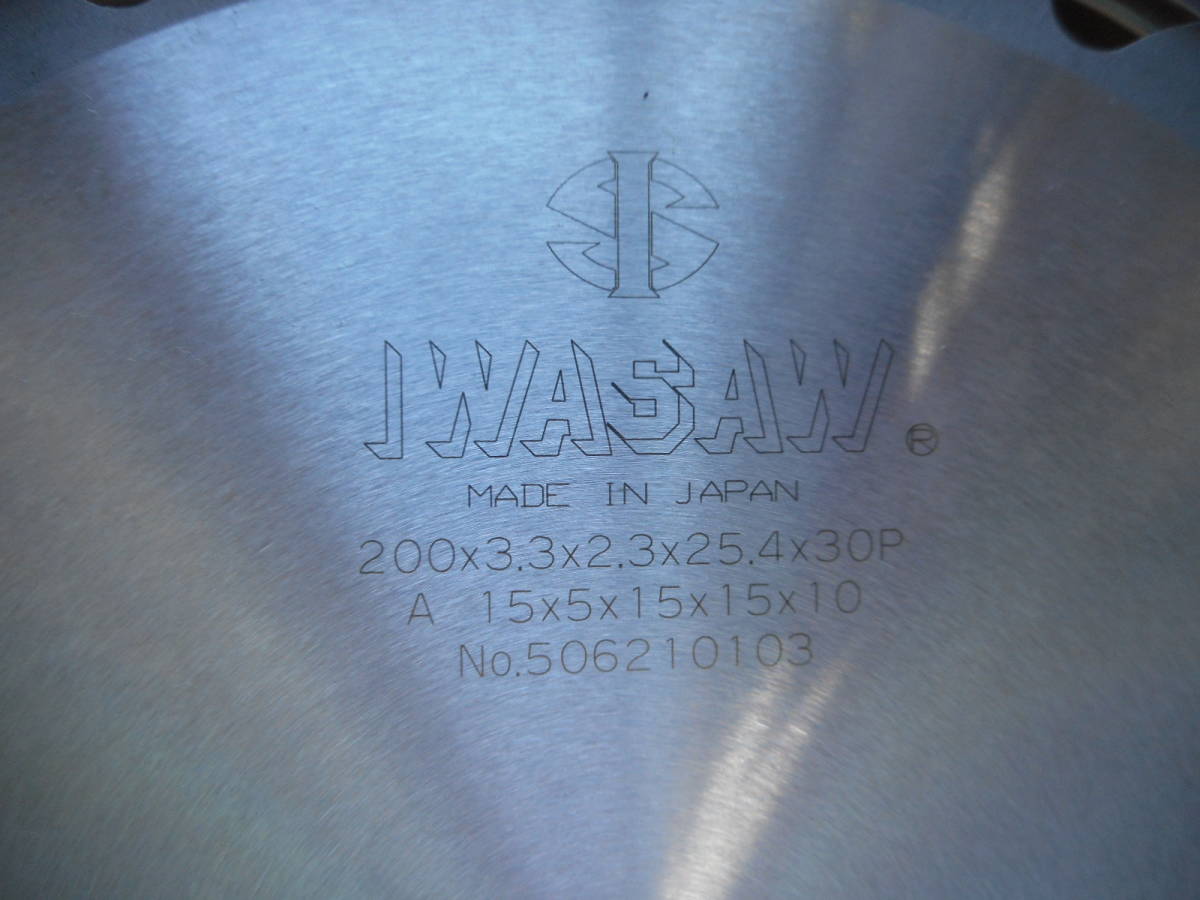 IWASAW®
MADE IN JAPAN
200x3.3x2.3x25.4x30P
A 15x5x15x15x10
No.506210103